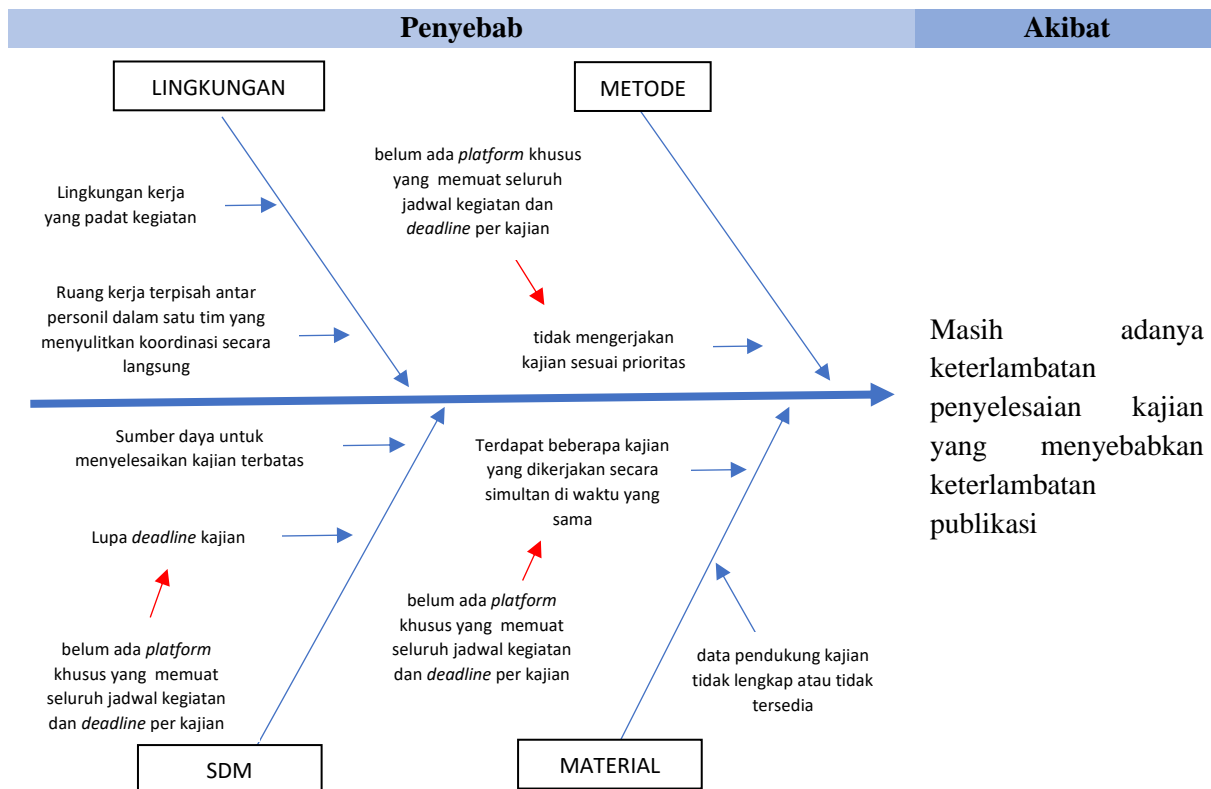 Penyebab
Akibat
LINGKUNGAN
METODE
Lingkungan kerja
yang padat kegiatan
Ruang kerja terpisah antar
personil dalam satu tim yang
menyulitkan koordinasi secara
langsung
belum ada platform khusus
yang memuat seluruh
jadwal kegiatan dan
deadline per kajian
tidak mengerjakan
kajian sesuai prioritas
Sumber daya untuk
menyelesaikan kajian terbatas
Lupa deadline kajian
belum ada platform
khusus yang memuat
seluruh jadwal kegiatan
dan deadline per kajian
Terdapat beberapa kajian
yang dikerjakan secara
simultan di waktu yang
sama
belum ada platform
khusus yang memuat
seluruh jadwal kegiatan
dan deadline per kajian
data pendukung kajian
tidak lengkap atau tidak
tersedia
SDM
MATERIAL
Masih adanya
keterlambatan
penyelesaian kajian
yang menyebabkan
keterlambatan
publikasi